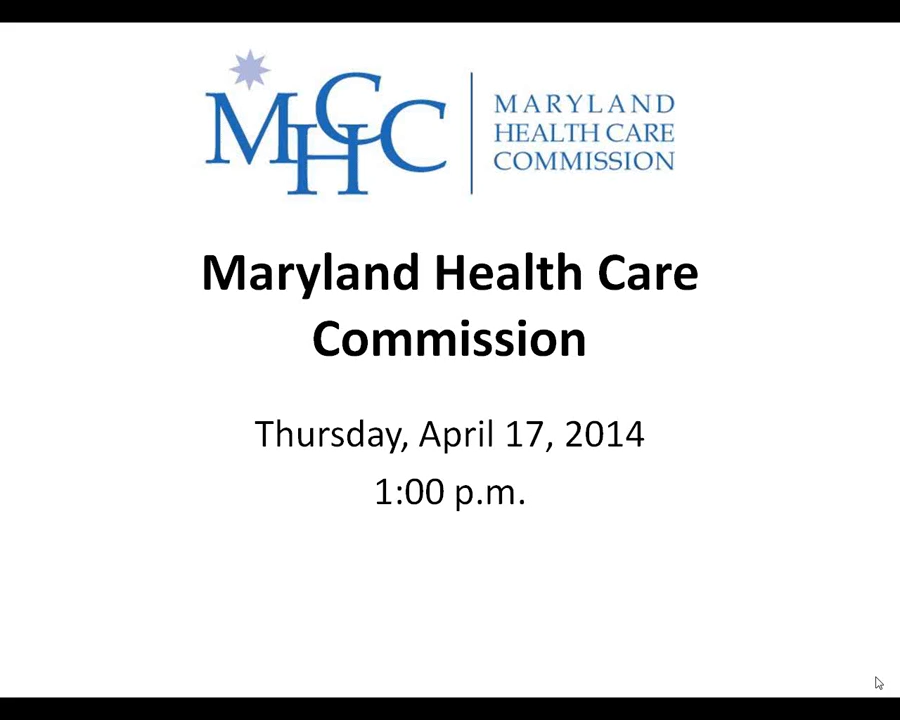 MHCC
MARYLAND
HEALTH CARE
COMMISSION
Maryland Health Care
Commission
Thursday, April 17, 2014
1:00 p.m.